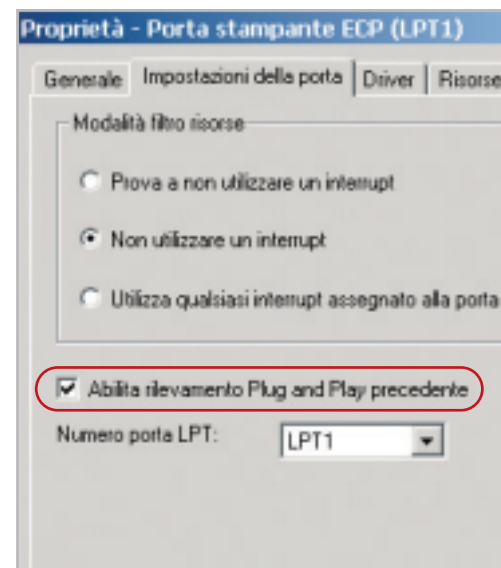 Proprietà - Porta stampante ECP (LPT1)
Generale Impostazioni della porta Driver Risorse
Modalità filtro risorse
Prova a non utilizzare un interrupt
Non utilizzare un interrupt
Utilizza qualsiasi interrupt assegnato alla porta
Abilita rilevamento Plug and Play precedente
Numero porta LPT: LPT1